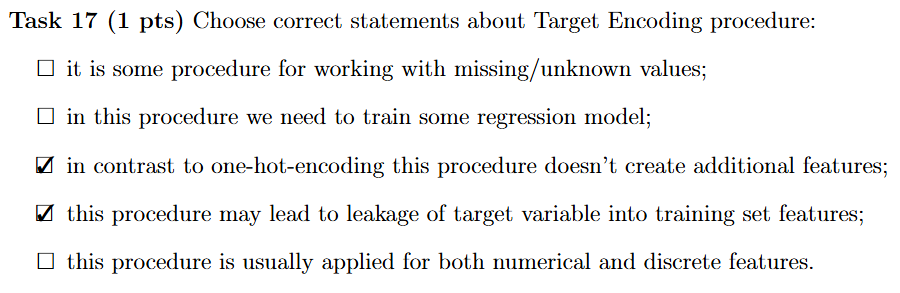 Task 17 (1 pts) Choose correct statements about Target Encoding procedure:
☐ it is some procedure for working with missing/unknown values;
☐ in this procedure we need to train some regression model;
☑ in contrast to one-hot-encoding this procedure doesn't create additional features;
☑ this procedure may lead to leakage of target variable into training set features;
☐ this procedure is usually applied for both numerical and discrete features.